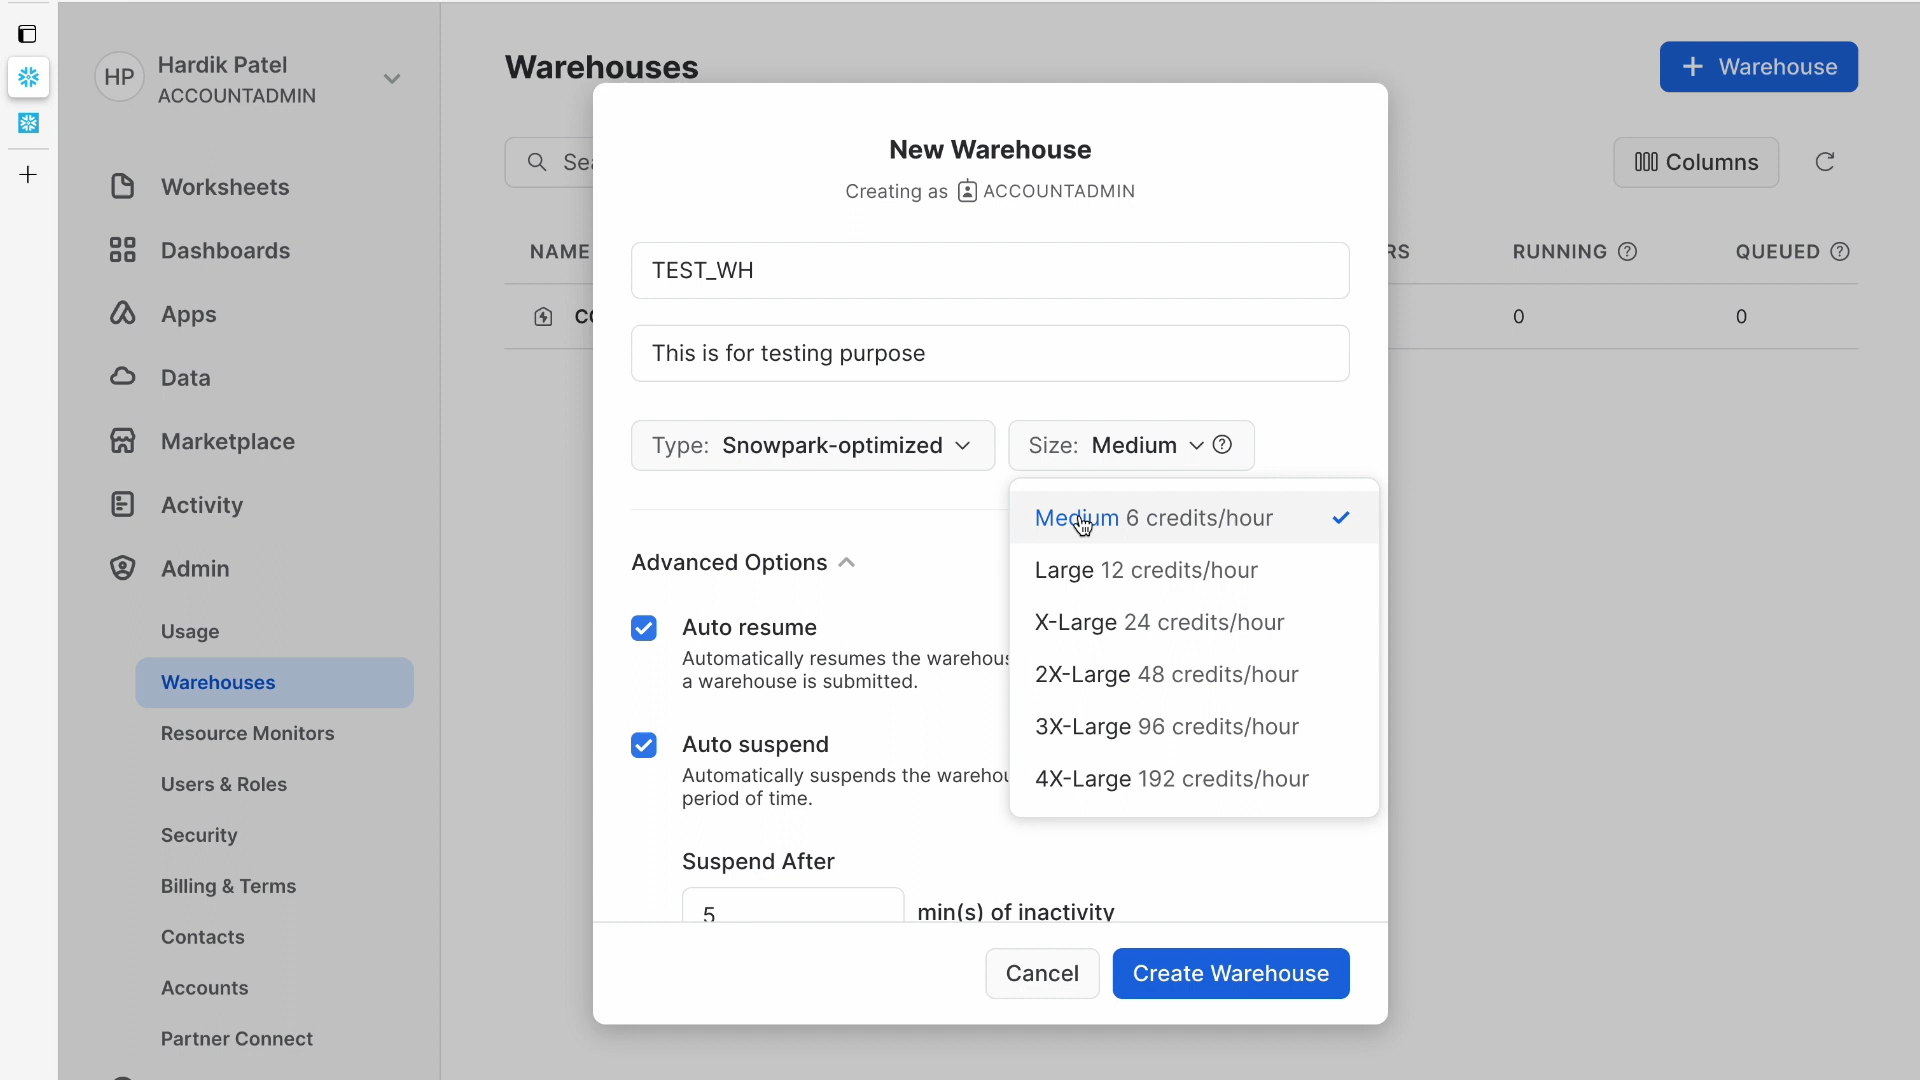 HP
Hardik Patel
ACCOUNTADMIN
Worksheets
Dashboards
Apps
Data
Marketplace
Activity
Admin
Usage
Warehouses
Resource Monitors
Users & Roles
Security
Billing & Terms
Contacts
Accounts
Partner Connect
Warehouses
+ Warehouse
Sea
Columns
NAME
RS
RUNNING
QUEUED
CO
0
0
New Warehouse
Creating as ACCOUNTADMIN
TEST_WH
This is for testing purpose
Type: Snowpark-optimized
Size: Medium
Medium 6 credits/hour
Large 12 credits/hour
X-Large 24 credits/hour
2X-Large 48 credits/hour
3X-Large 96 credits/hour
4X-Large 192 credits/hour
Advanced Options
Auto resume
Automatically resumes the warehous
a warehouse is submitted.
Auto suspend
Automatically suspends the warehou
period of time.
Suspend After
5 min(s) of inactivity
Cancel
Create Warehouse